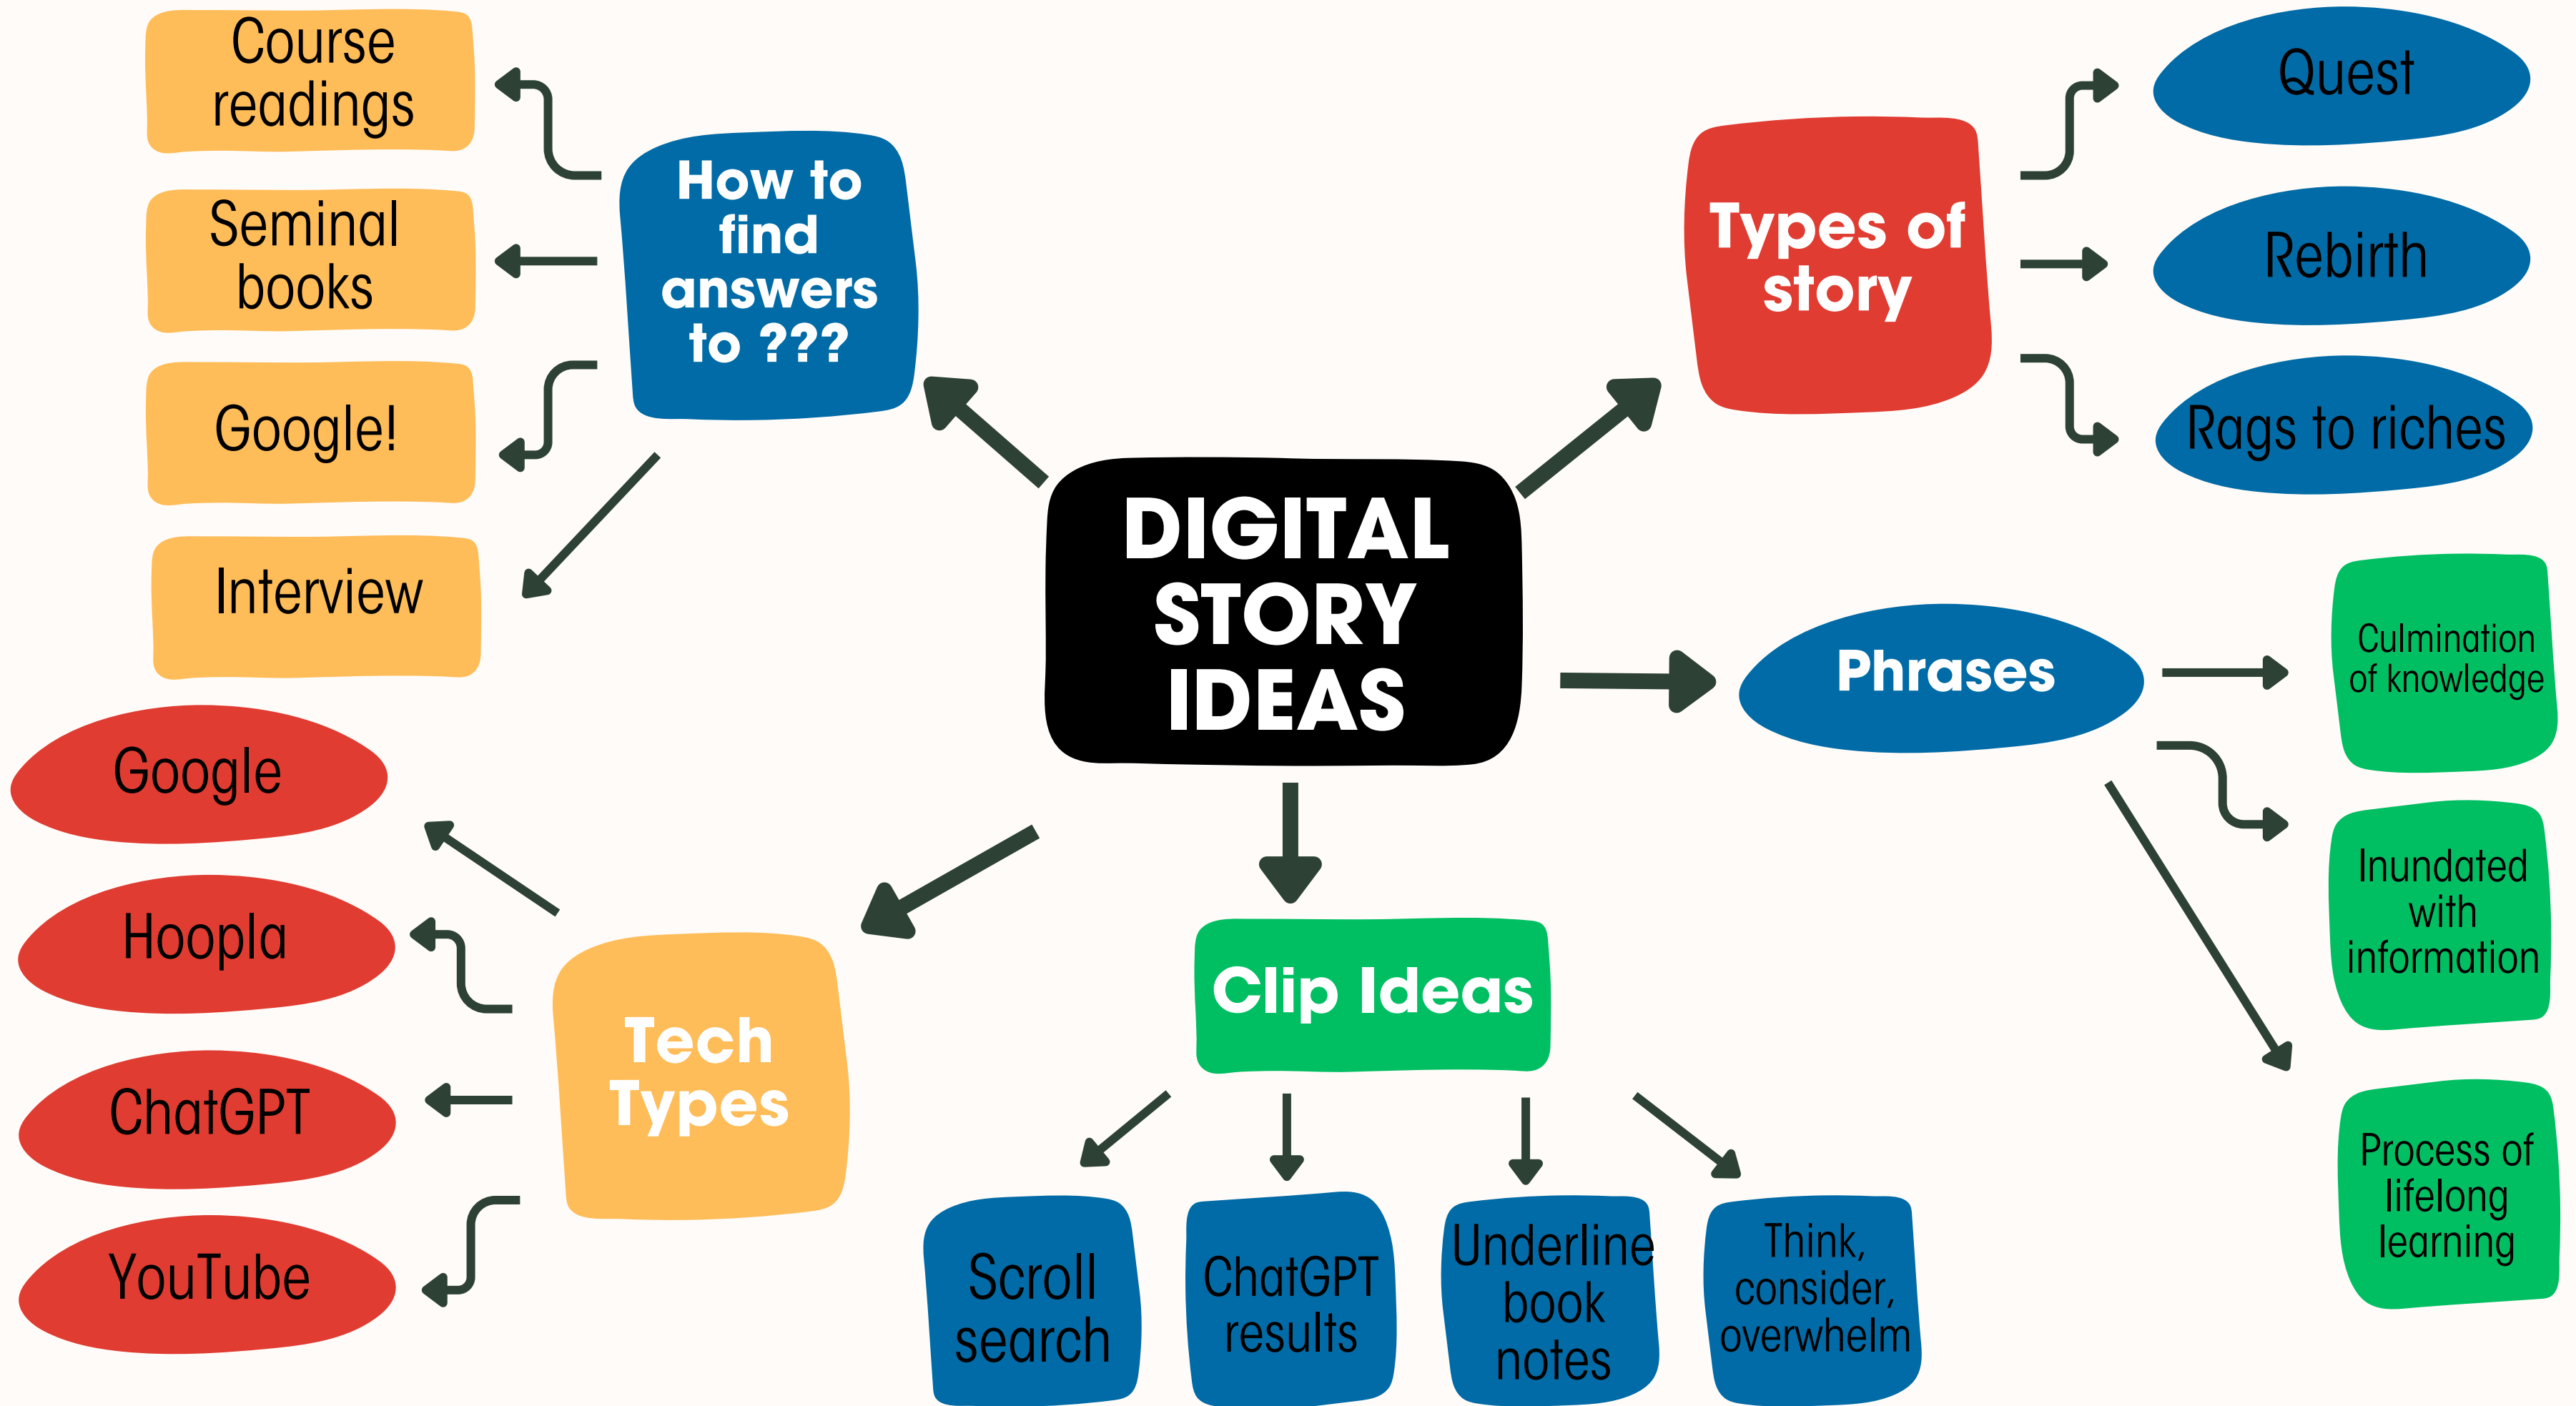 Course
readings
Seminal
books
Google!
Interview
How to
find
answers
to ???
Types of
story
Quest
Rebirth
Rags to riches
DIGITAL
STORY
IDEAS
Phrases
Culmination
of knowledge
Inundated
with
information
Process of
lifelong
learning
Google
Hoopla
ChatGPT
YouTube
Tech
Types
Clip Ideas
Scroll
search
ChatGPT
results
Underline
book
notes
Think,
consider,
overwhelm